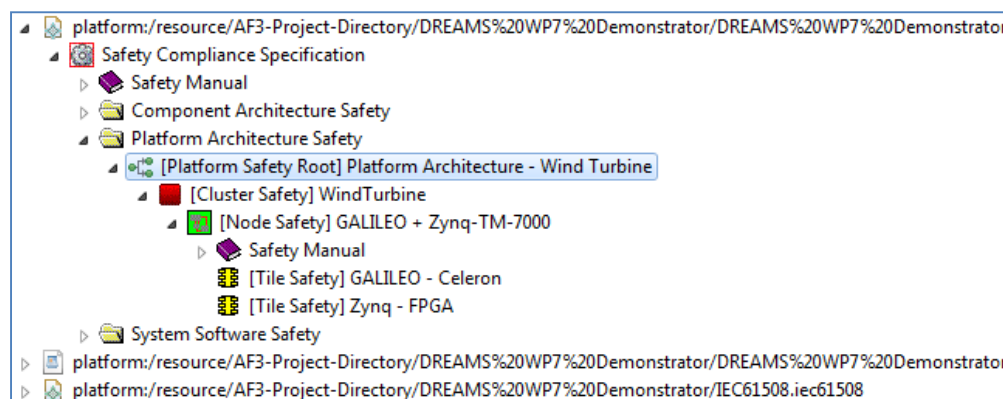 platform:/resource/AF3-Project-Directory/DREAMS%20WP7%20Demonstrator/DREAMS%20WP7%20Demonstrator
Safety Compliance Specification
Safety Manual
Component Architecture Safety
Platform Architecture Safety
[Platform Safety Root] Platform Architecture - Wind Turbine
[Cluster Safety] WindTurbine
[Node Safety] GALILEO + Zynq-TM-7000
Safety Manual
[Tile Safety] GALILEO - Celeron
[Tile Safety] Zynq - FPGA
System Software Safety
platform:/resource/AF3-Project-Directory/DREAMS%20WP7%20Demonstrator/DREAMS%20WP7%20Demonstrator
platform:/resource/AF3-Project-Directory/DREAMS%20WP7%20Demonstrator/IEC61508.iec61508